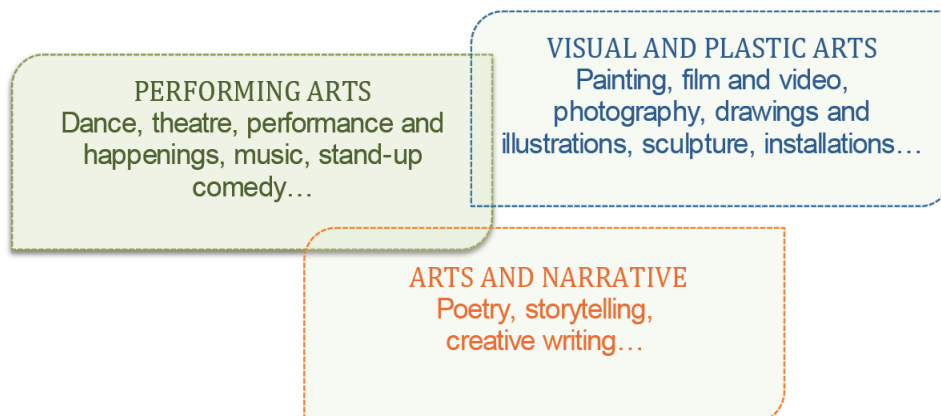 PERFORMING ARTS
Dance, theatre, performance and
happenings, music, stand-up
comedy…
VISUAL AND PLASTIC ARTS
Painting, film and video,
photography, drawings and
illustrations, sculpture, installations…
ARTS AND NARRATIVE
Poetry, storytelling,
creative writing…